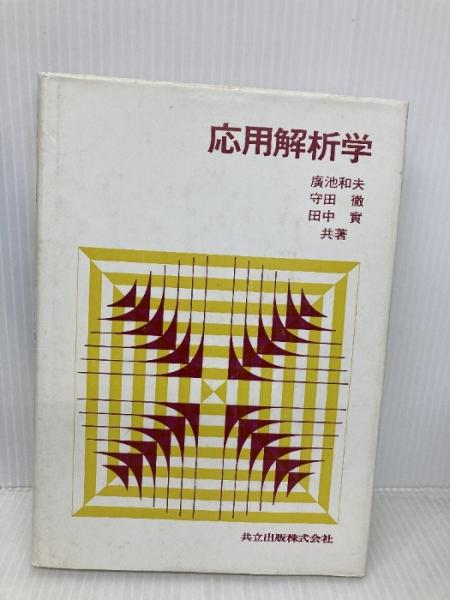 応用解析学
廣池和夫
守田 徹
田中 實
共著
共立出版株式会社